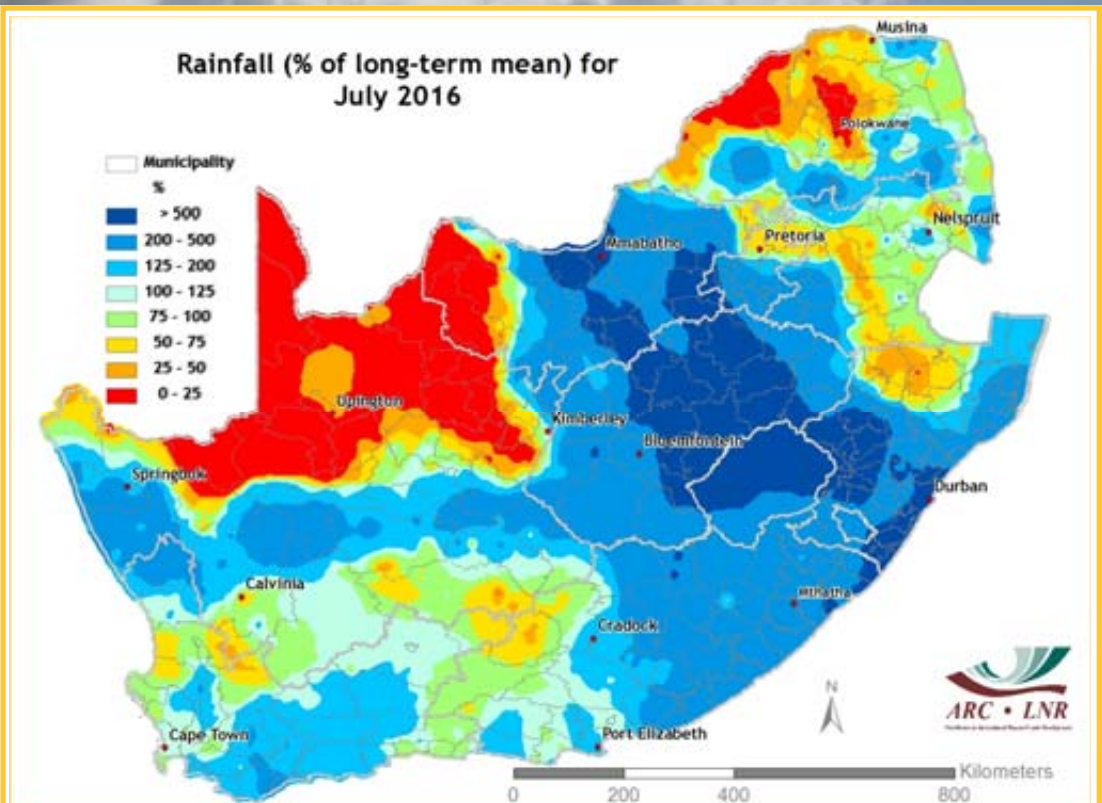 Rainfall (% of long-term mean) for
July 2016
Municipality
%
> 500
200 - 500
125 - 200
100 - 125
75 - 100
50 - 75
25 - 50
0 - 25
Musina
Polokwane
Nelspruit
Pretoria
Mmabatho
Upington
Kimberley
Bloemfontein
Springbok
Durban
Calvinia
Mthatha
Cradock
Cape Town
Port Elizabeth
N
ARC • LNR
Kilometers
0 200 400 800